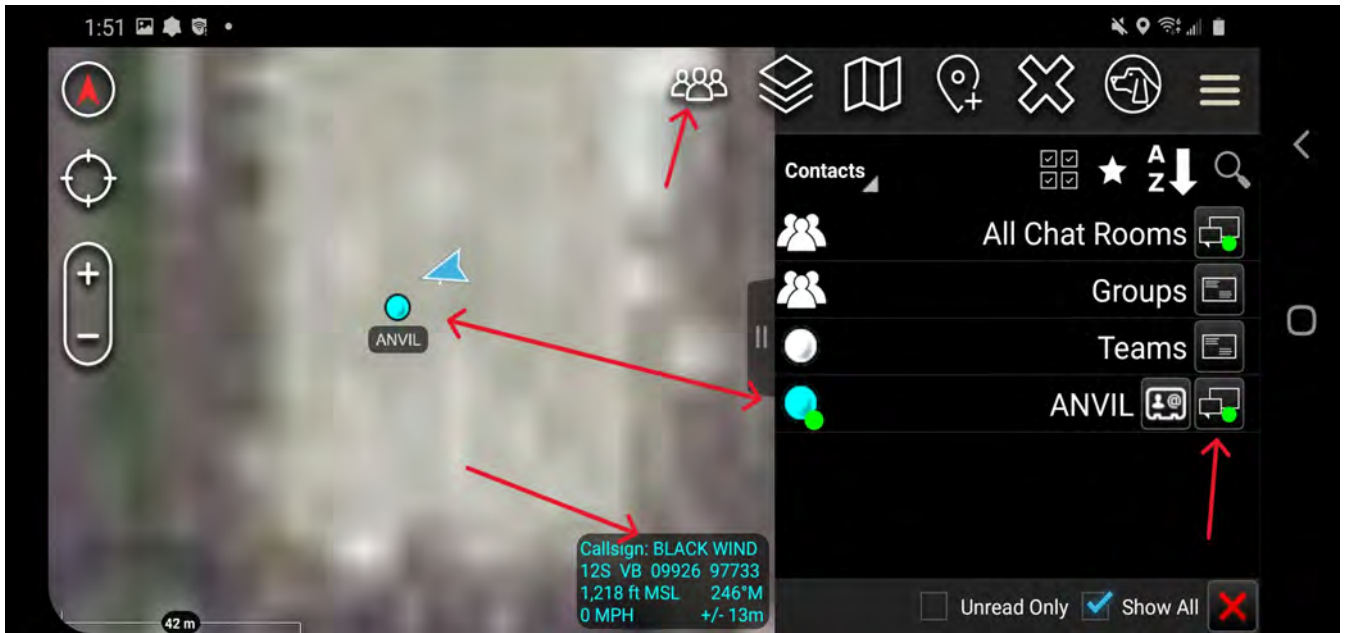 1:51
Contacts
A
Z
All Chat Rooms
Groups
Teams
ANVIL
ANVIL
Callsign: BLACK WIND
12S VB 09926 97733
1,218 ft MSL 246°M
0 MPH +/- 13m
42 m
Unread Only Show All